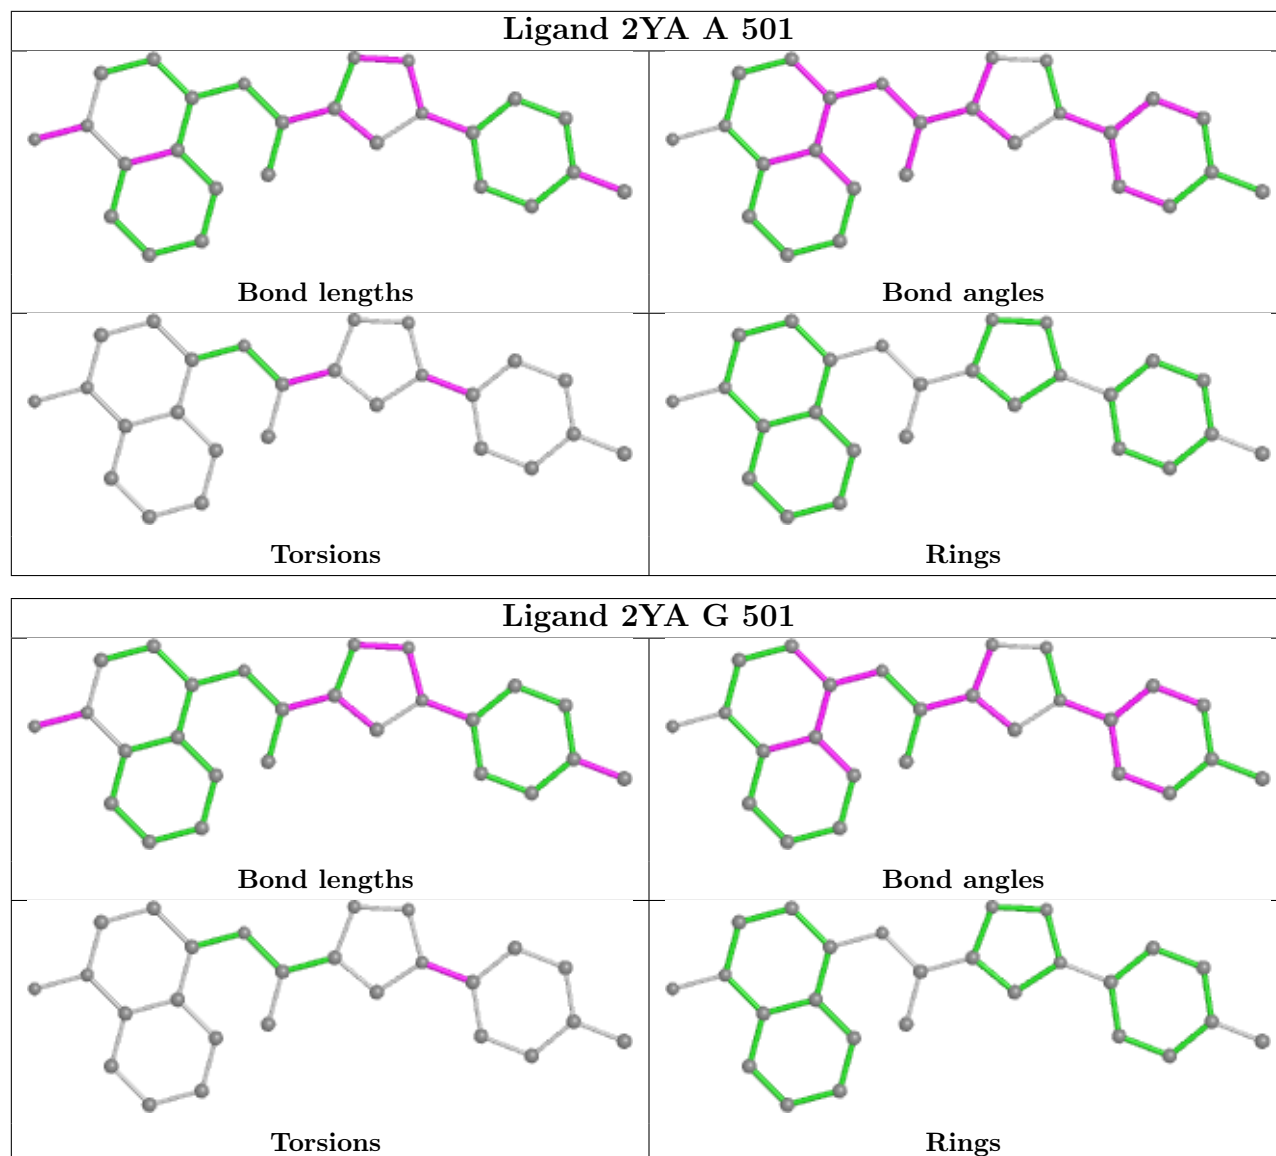 Ligand 2YA A 501
Bond lengths
Bond angles
Torsions
Rings
Ligand 2YA G 501
Bond lengths
Bond angles
Torsions
Rings